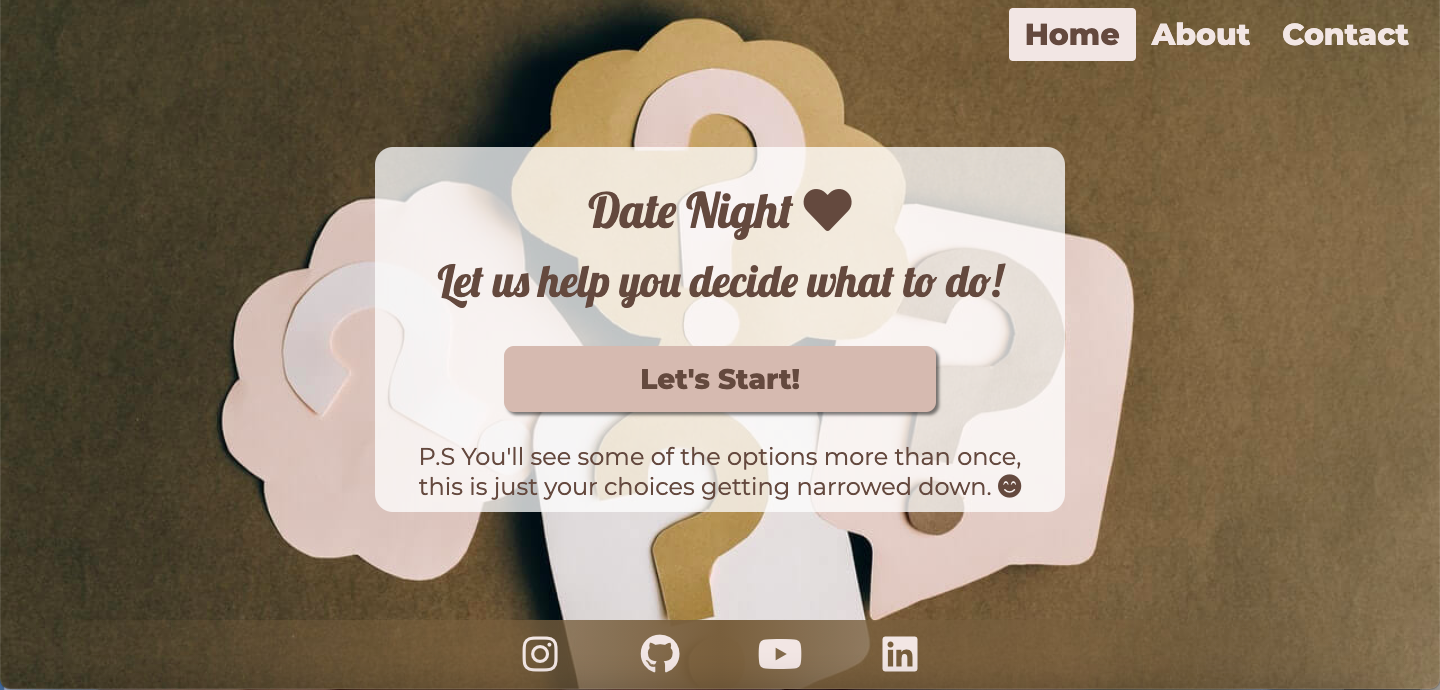 Home About Contact
Date Night
Let us help you decide what to do!
Let's Start!
P.S You'll see some of the options more than once,
this is just your choices getting narrowed down.